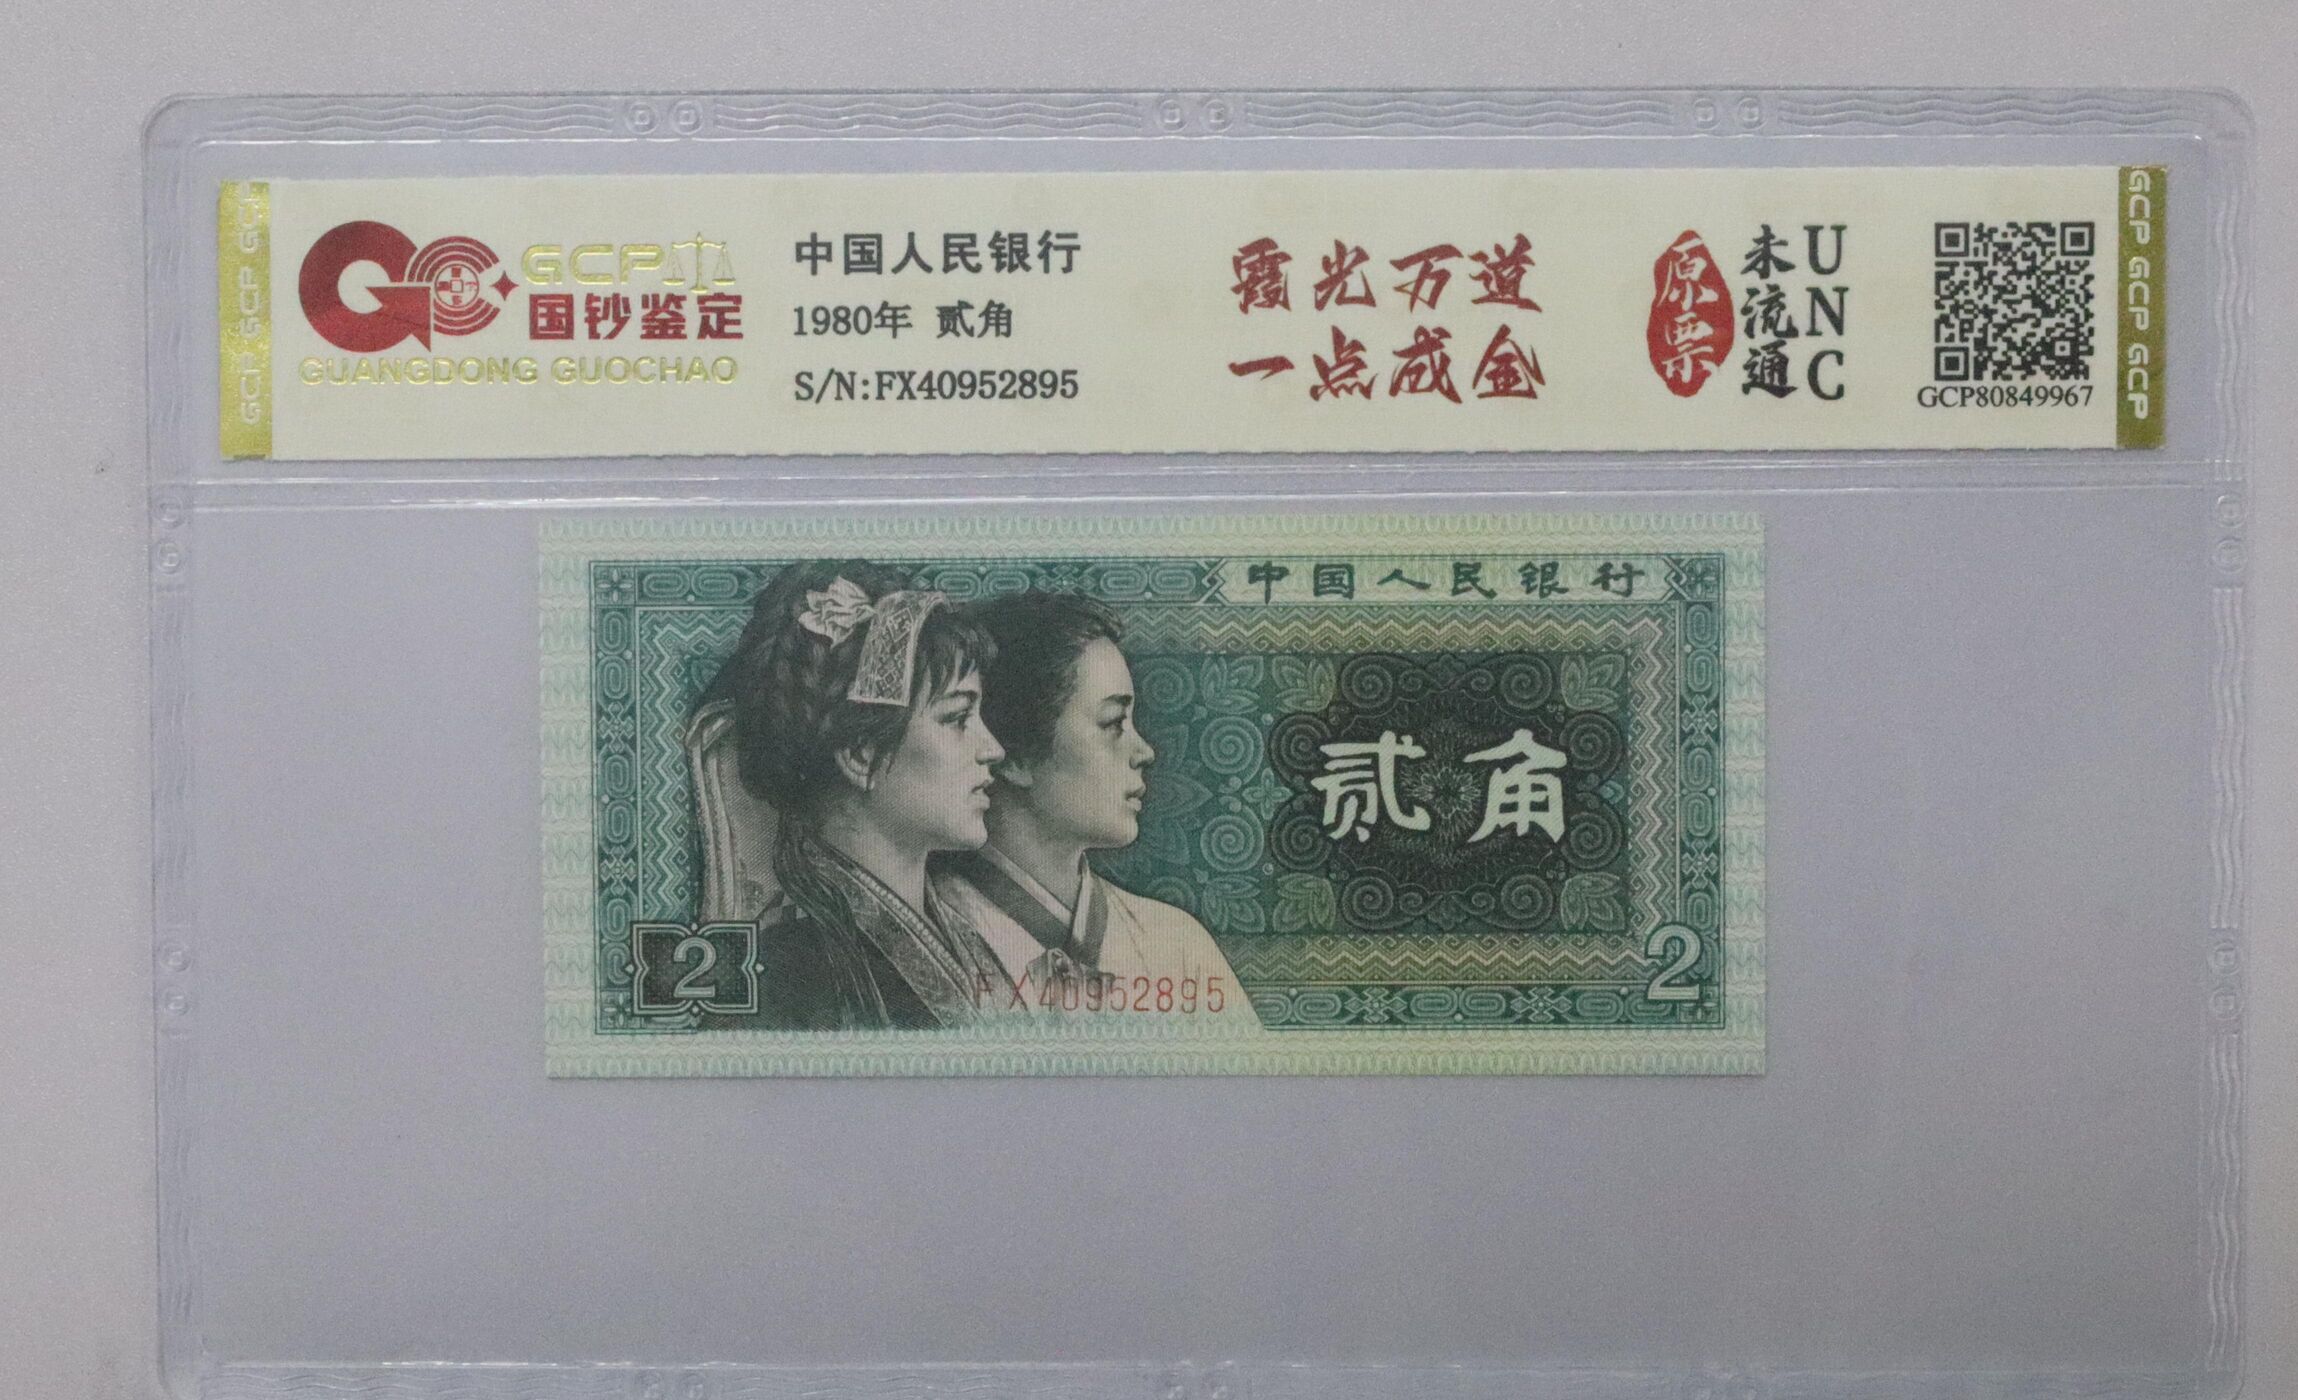 GCP
国钞鉴定
GUANGDONG GUOCHAO
中国人民银行
1980年 贰角
S/N:FX40952895
霞光万道
一点成金
原票
未流通
UNC
GCP80849967
GCP GCP GCP
GCP GCP GCP
中国人民银行
贰角
2
2
FX40952895